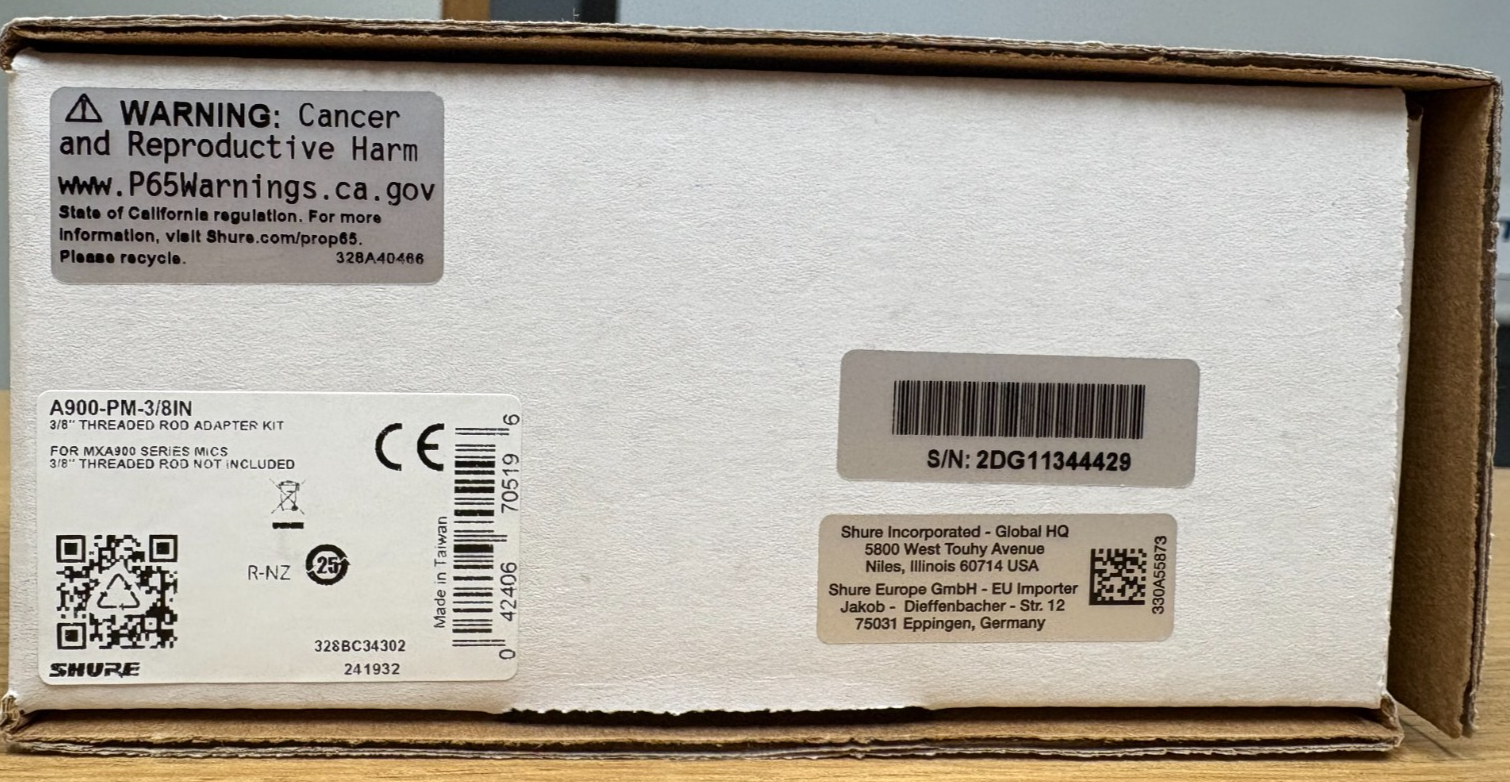 WARNING: Cancer
and Reproductive Harm
www.P65Warnings.ca.gov
State of California regulation. For more
information, visit Shure.com/prop65.
Please recycle.
328A40466
A900-PM-3/8IN
3/8" THREADED ROD ADAPTER KIT
FOR MXA900 SERIES MICS
3/8" THREADED ROD NOT INCLUDED
CE
R-NZ
25
Made in Taiwan
0 42406 70519 6
328BC34302
241932
SHURE
S/N: 2DG11344429
Shure Incorporated - Global HQ
5800 West Touhy Avenue
Niles, Illinois 60714 USA
Shure Europe GmbH - EU Importer
Jakob - Dieffenbacher - Str. 12
75031 Eppingen, Germany
330A55873